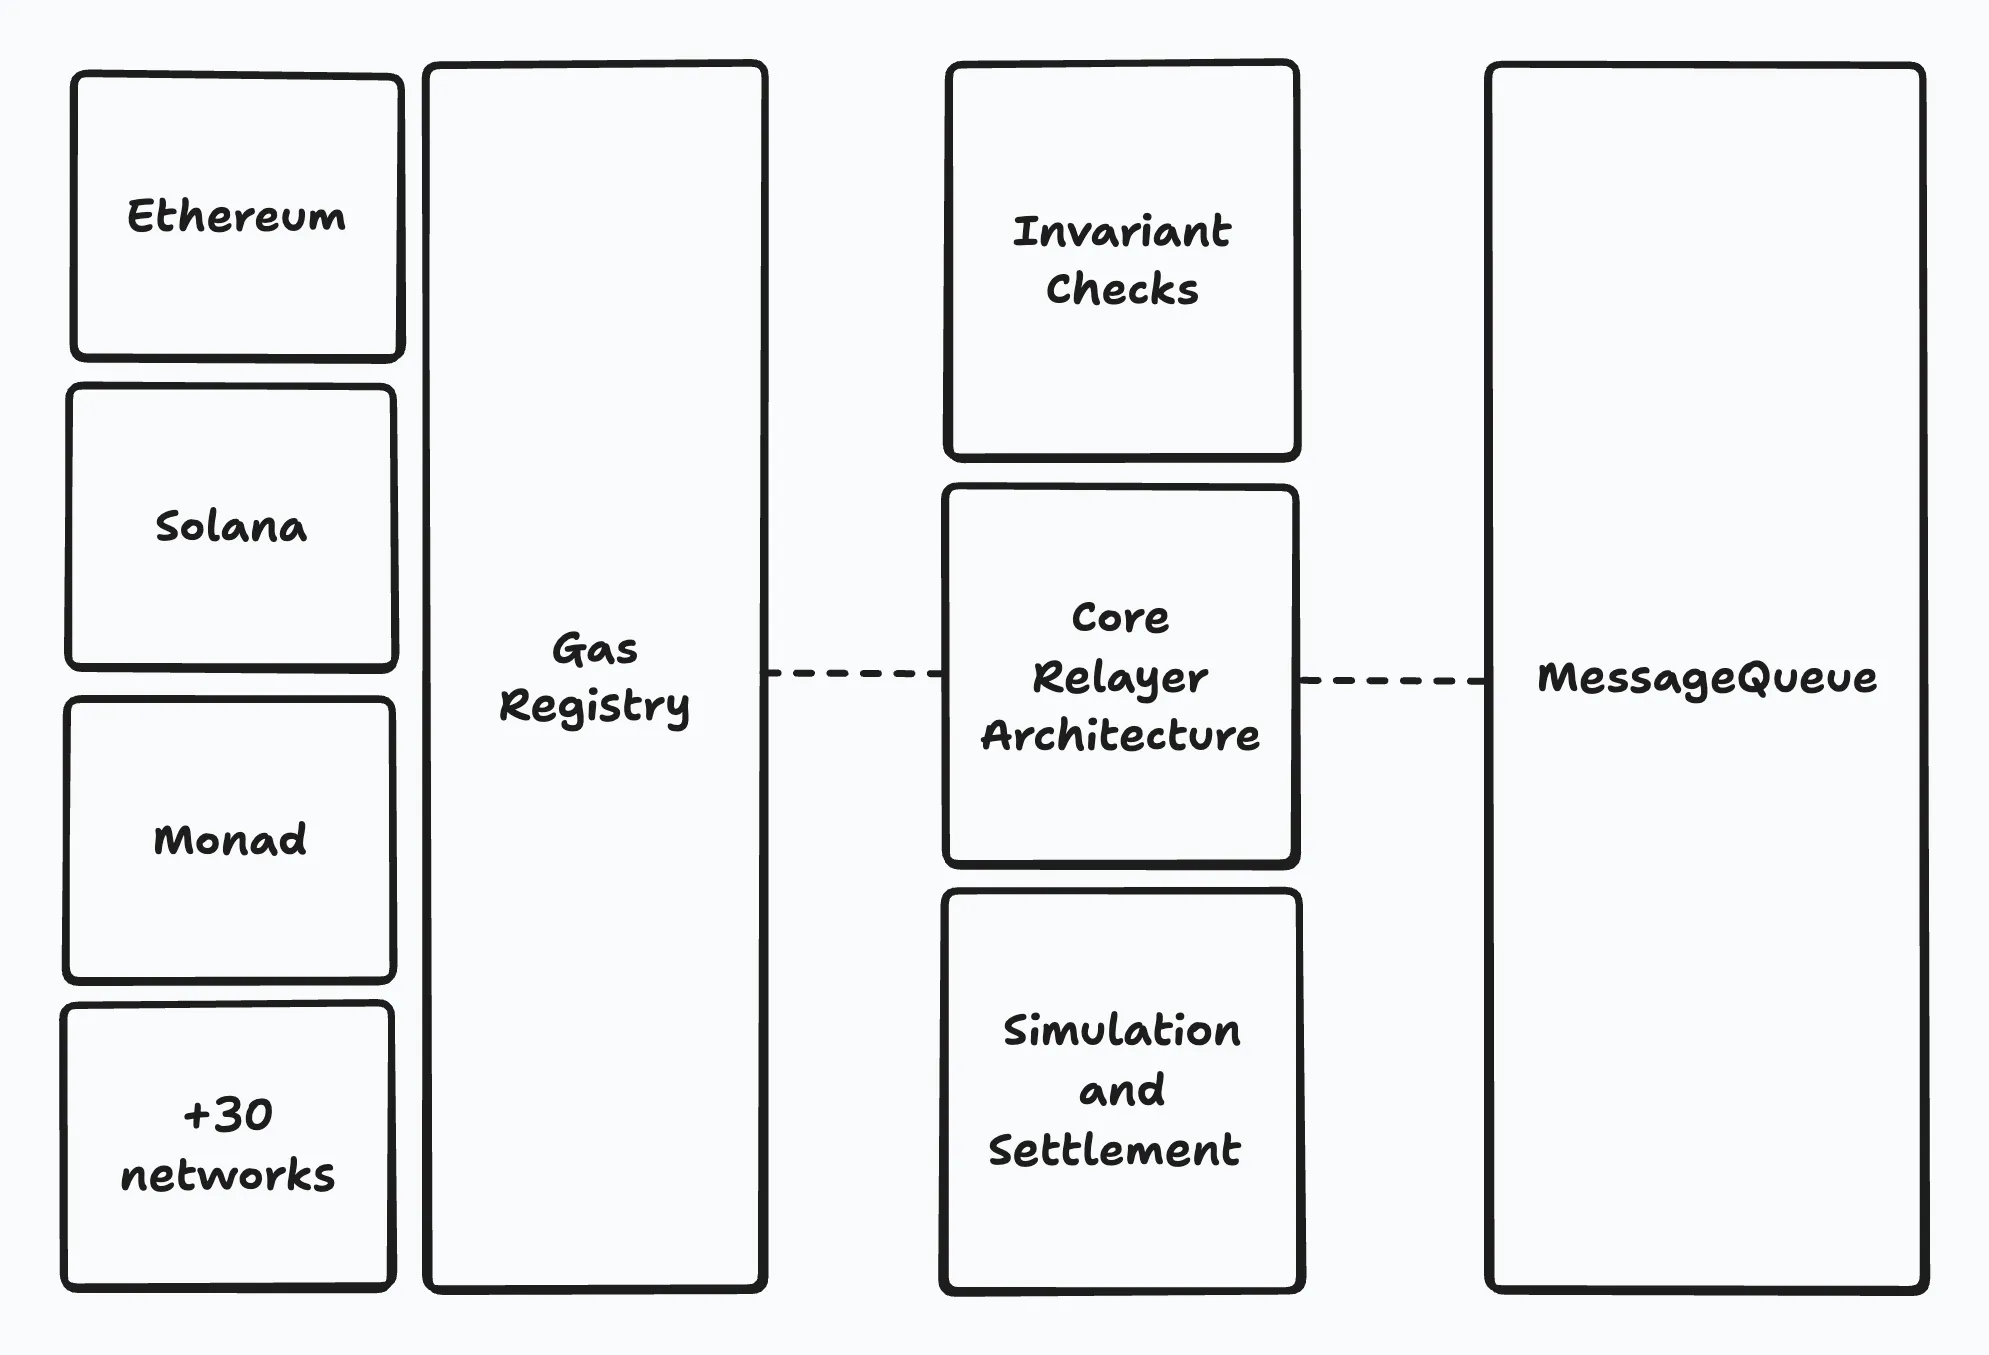 Ethereum
Solana
Monad
+30
networks
Gas
Registry
Invariant
Checks
Core
Relayer
Architecture
Simulation
and
Settlement
MessageQueue